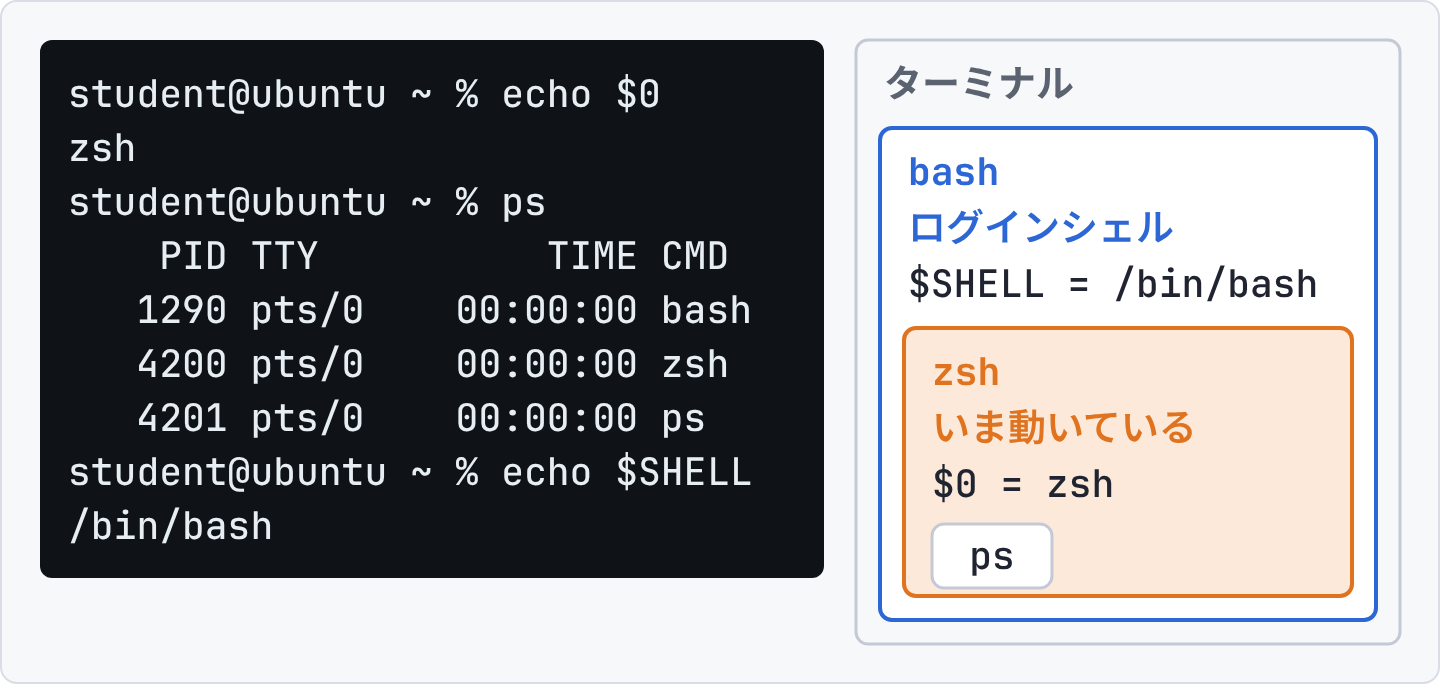 student@ubuntu ~ % echo $0
zsh
student@ubuntu ~ % ps
    PID TTY          TIME CMD
   1290 pts/0    00:00:00 bash
   4200 pts/0    00:00:00 zsh
   4201 pts/0    00:00:00 ps
student@ubuntu ~ % echo $SHELL
/bin/bash
ターミナル
bash
ログインシェル
$SHELL = /bin/bash
zsh
いま動いている
$0 = zsh
ps